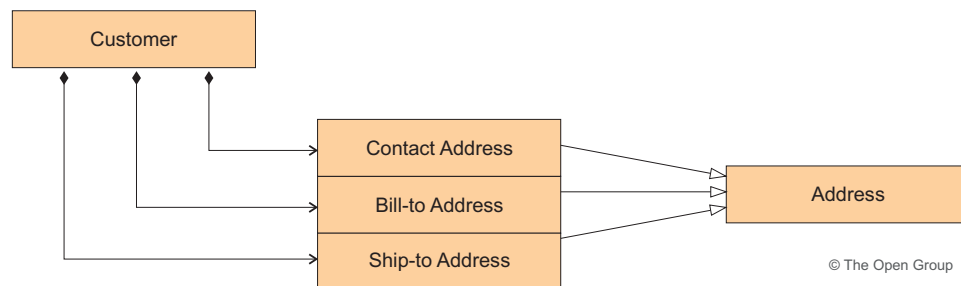 Customer
Contact Address
Bill-to Address
Address
Ship-to Address
© The Open Group